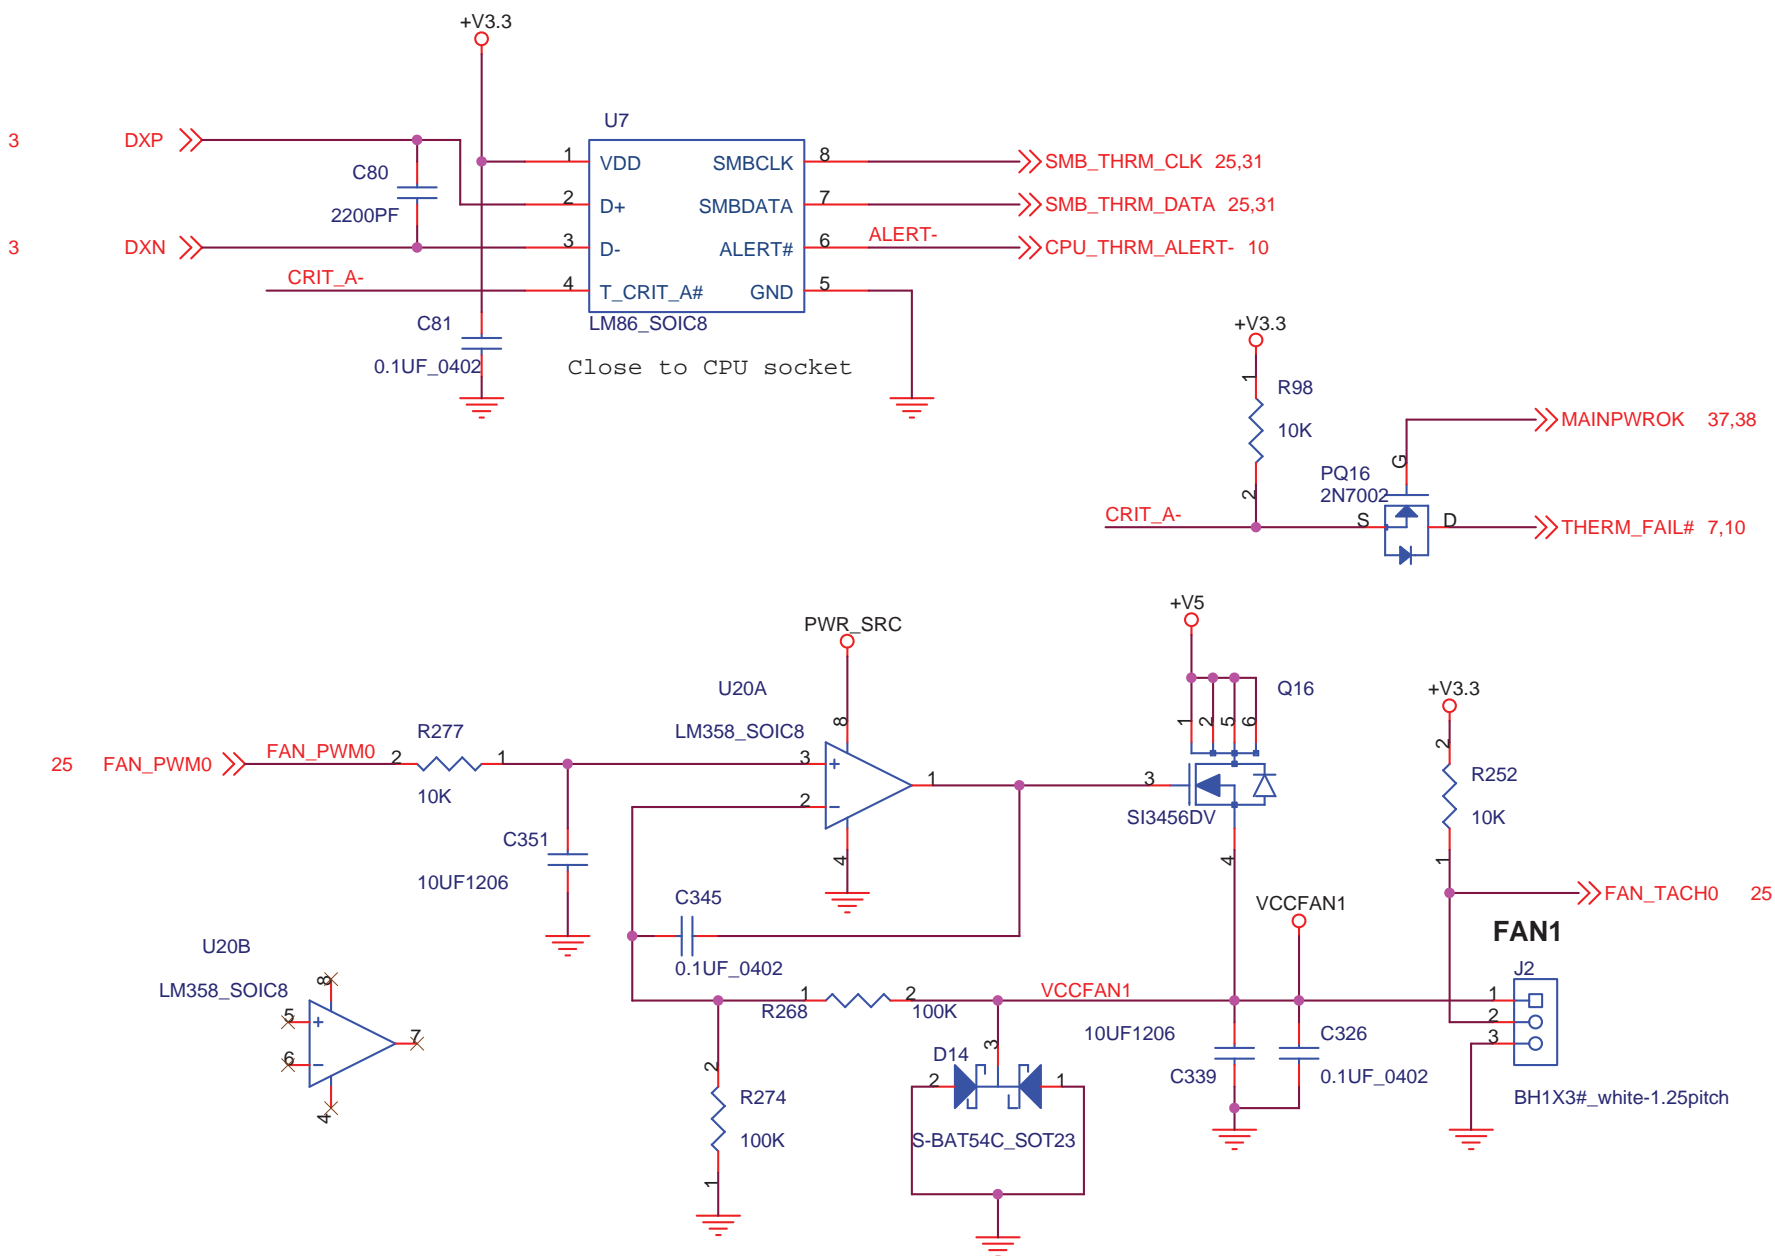 +V3.3
U7
3 DXP
1 VDD SMBCLK 8 SMB_THRM_CLK 25,31
C80
2200PF
2 D+ SMBDATA 7 SMB_THRM_DATA 25,31
3 DXN
3 D- ALERT# 6 ALERT- CPU_THRM_ALERT- 10
CRIT_A- 4 T_CRIT_A# GND 5
LM86_SOIC8
C81
0.1UF_0402
Close to CPU socket
+V3.3
1
R98
10K
2
MAINPWROK 37,38
G
PQ16
2N7002
CRIT_A- S D THERM_FAIL# 7,10
+V5
PWR_SRC
U20A
LM358_SOIC8
8
Q16
1 2 5 6
+V3.3
25 FAN_PWM0 FAN_PWM0 2 R277 1
10K
3 +
2 -
1
4
3
SI3456DV
4
2
R252
10K
1
C351
10UF1206
C345
0.1UF_0402
VCCFAN1
FAN_TACH0 25
FAN1
J2
U20B
LM358_SOIC8
8
5 +
6 -
7
4
1 R268 2
100K
VCCFAN1
1
2
3
10UF1206
C339
C326
0.1UF_0402
BH1X3#_white-1.25pitch
2
R274
100K
1
D14
3
2 1
S-BAT54C_SOT23